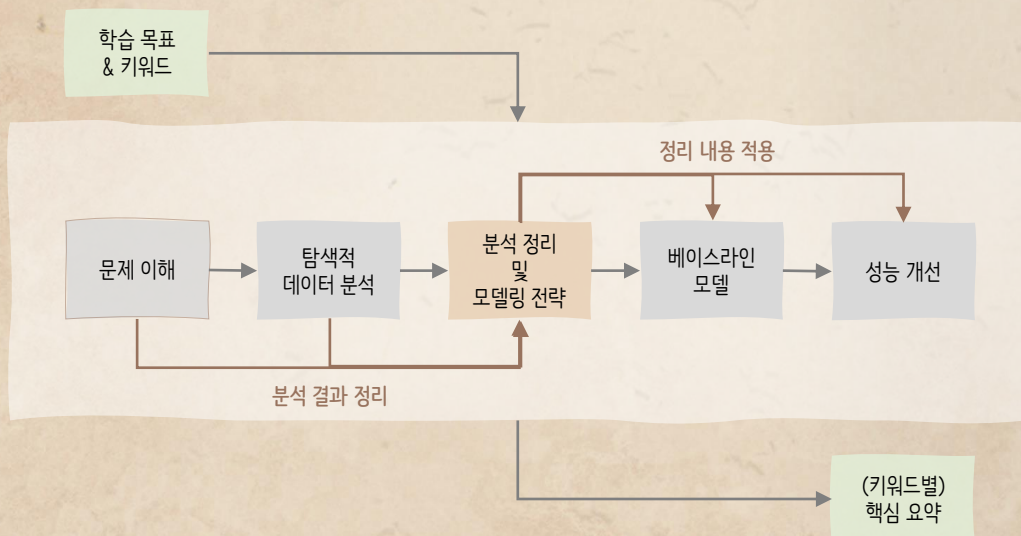 학습 목표
& 키워드
정리 내용 적용
문제 이해
탐색적
데이터 분석
분석 정리
및
모델링 전략
베이스라인
모델
성능 개선
분석 결과 정리
(키워드별)
핵심 요약